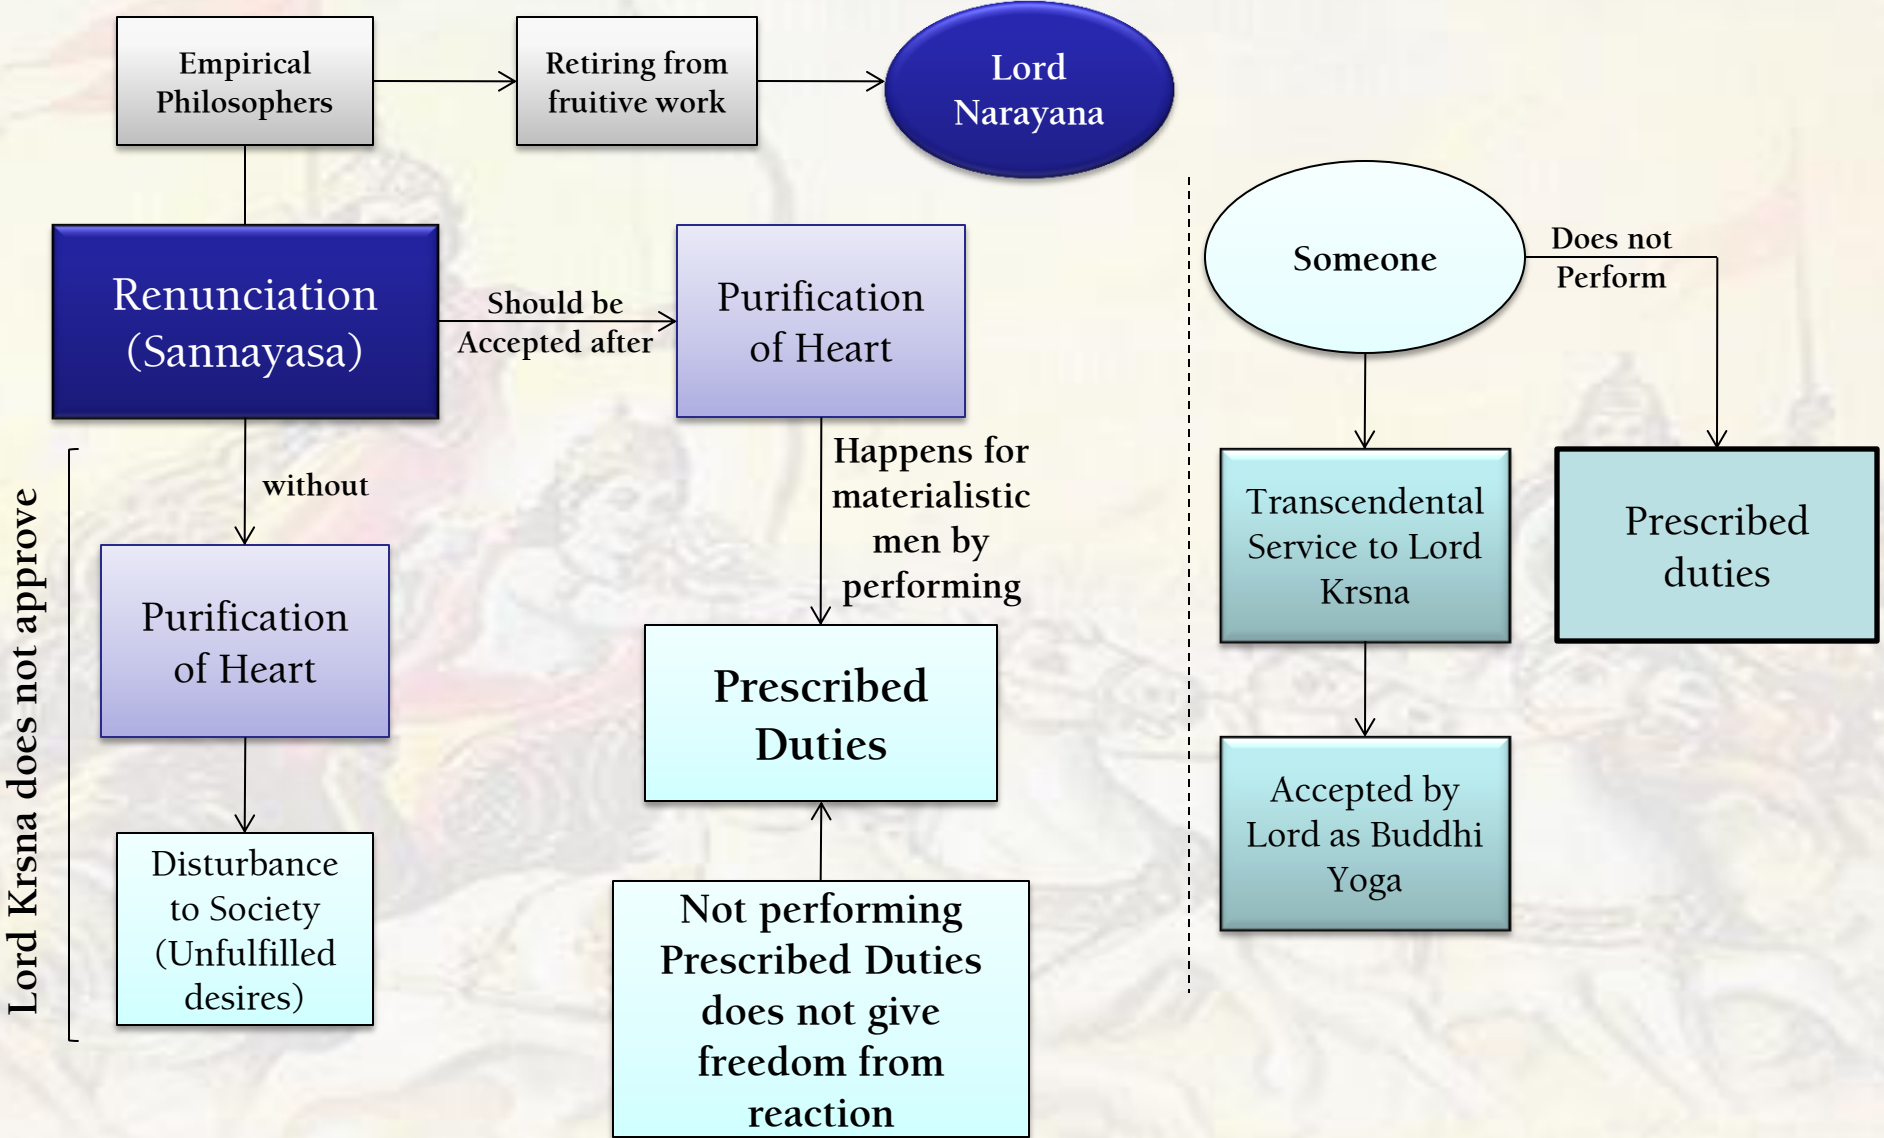 Empirical
Philosophers
Retiring from
fruitive work
Lord
Narayana
Renunciation
(Sannayasa)
Should be
Accepted after
Purification
of Heart
without
Purification
of Heart
Disturbance
to Society
(Unfulfilled
desires)
Lord Krsna does not approve
Happens for
materialistic
men by
performing
Prescribed
Duties
Not performing
Prescribed Duties
does not give
freedom from
reaction
Someone
Does not
Perform
Transcendental
Service to Lord
Krsna
Prescribed
duties
Accepted by
Lord as Buddhi
Yoga